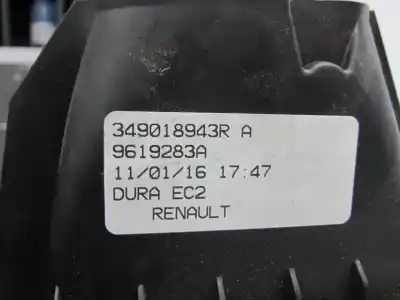 349018943R A
9619283A
11/01/16 17:47
DURA EC2
RENAULT